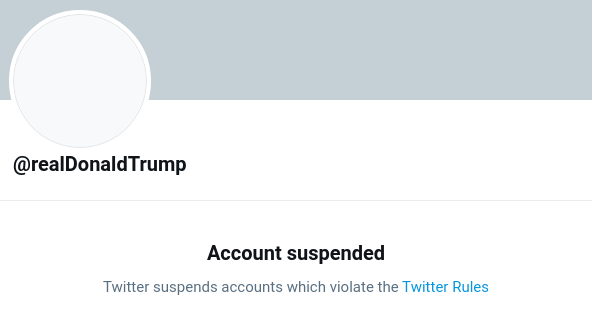 @realDonaldTrump
Account suspended
Twitter suspends accounts which violate the Twitter Rules